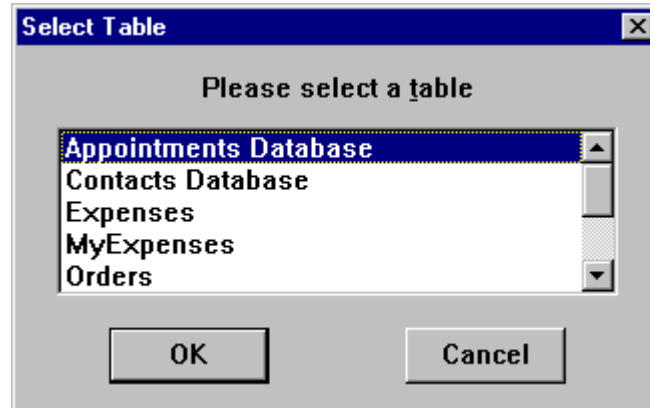 Select Table
Please select a table
Appointments Database
Contacts Database
Expenses
MyExpenses
Orders
OK Cancel